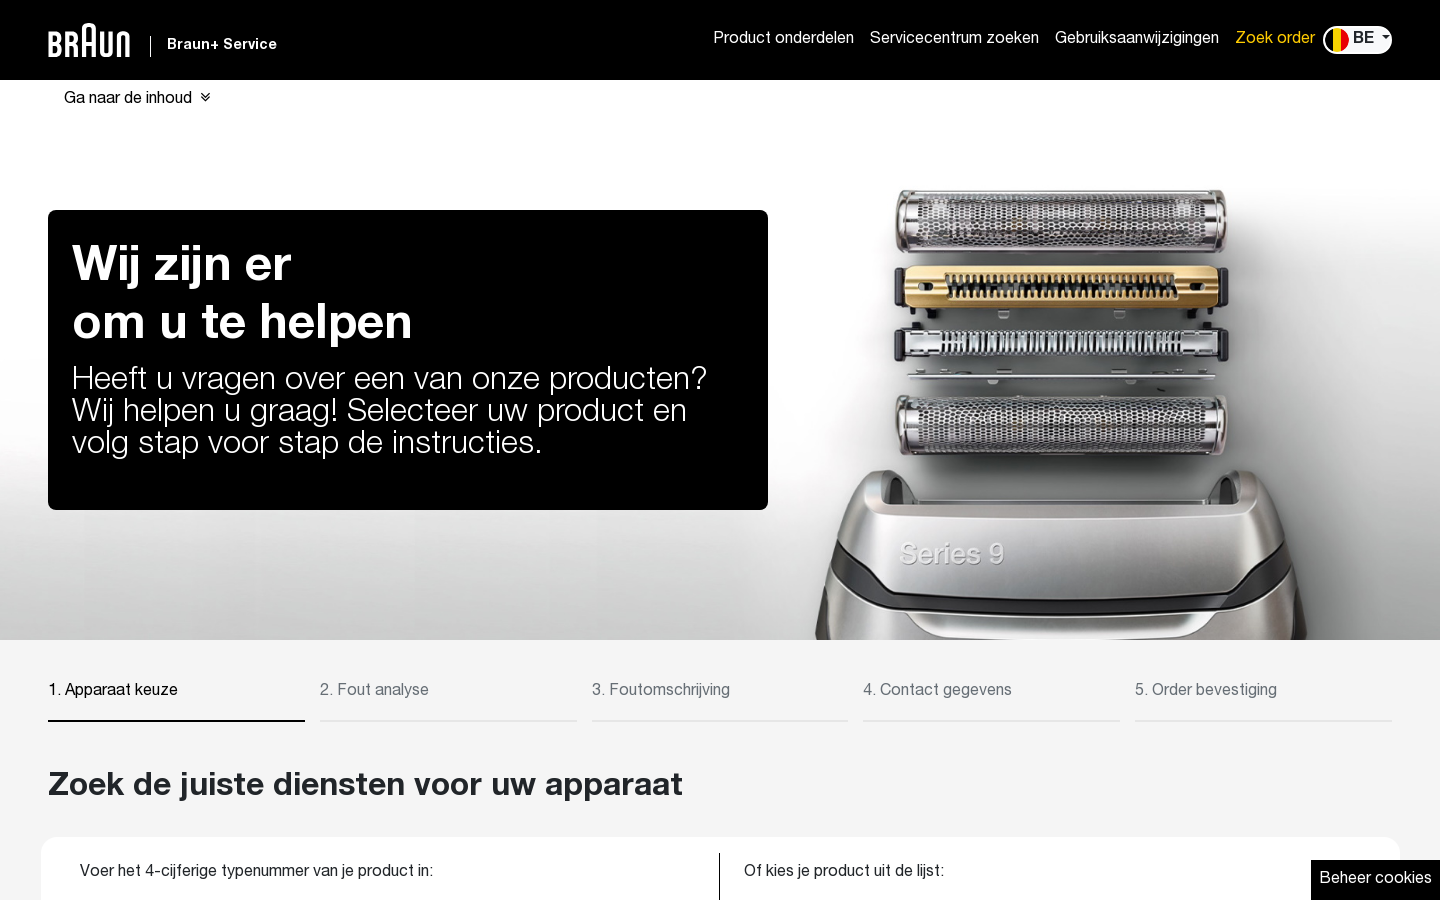 BRAUN
Braun+ Service
Product onderdelen
Servicecentrum zoeken
Gebruiksaanwijzigingen
Zoek order
BE
Ga naar de inhoud
Wij zijn er
om u te helpen
Heeft u vragen over een van onze producten?
Wij helpen u graag! Selecteer uw product en
volg stap voor stap de instructies.
Series 9
1. Apparaat keuze
2. Fout analyse
3. Foutomschrijving
4. Contact gegevens
5. Order bevestiging
Zoek de juiste diensten voor uw apparaat
Voer het 4-cijferige typenummer van je product in:
Of kies je product uit de lijst:
Beheer cookies